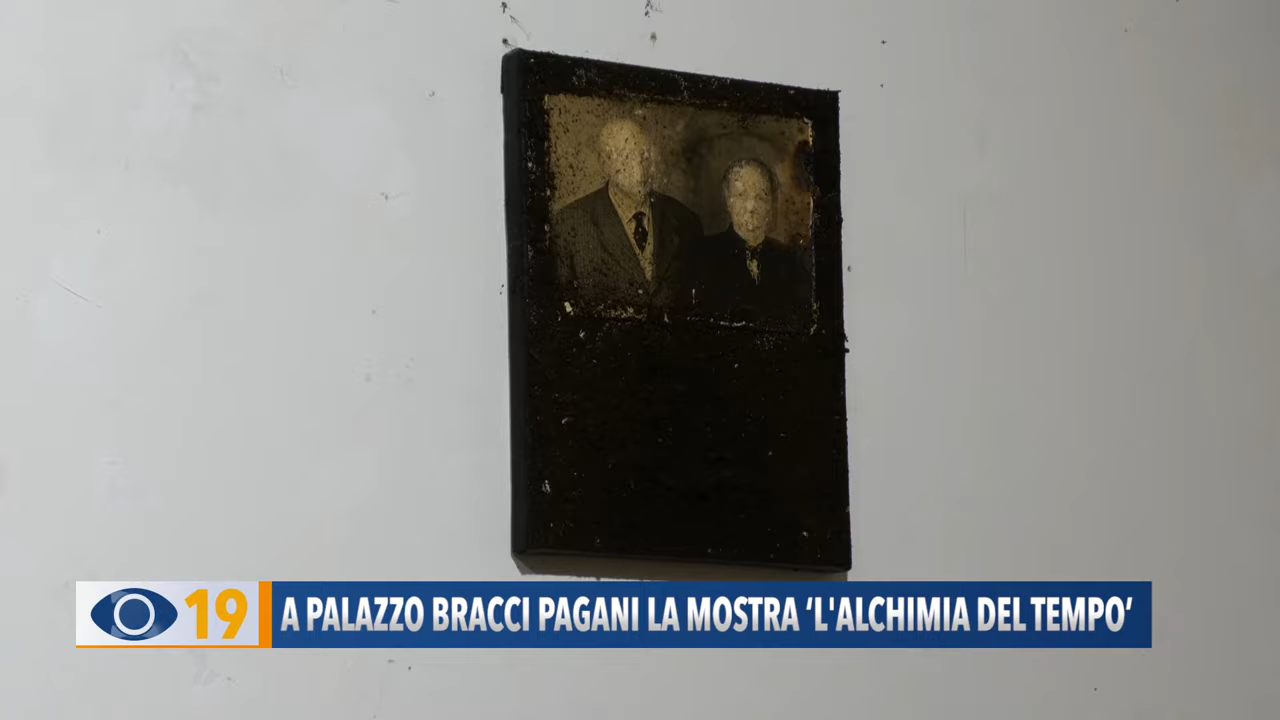 19
A PALAZZO BRACCI PAGANI LA MOSTRA ‘L'ALCHIMIA DEL TEMPO’